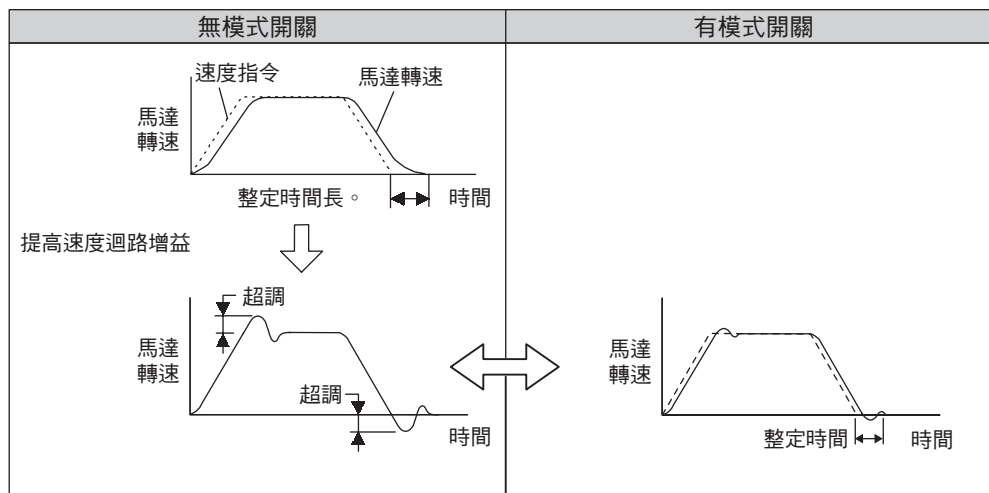 無模式開關
有模式開關
速度指令
馬達轉速
馬達
轉速
整定時間長。
時間
提高速度迴路增益
超調
馬達
轉速
超調
時間
馬達
轉速
整定時間
時間